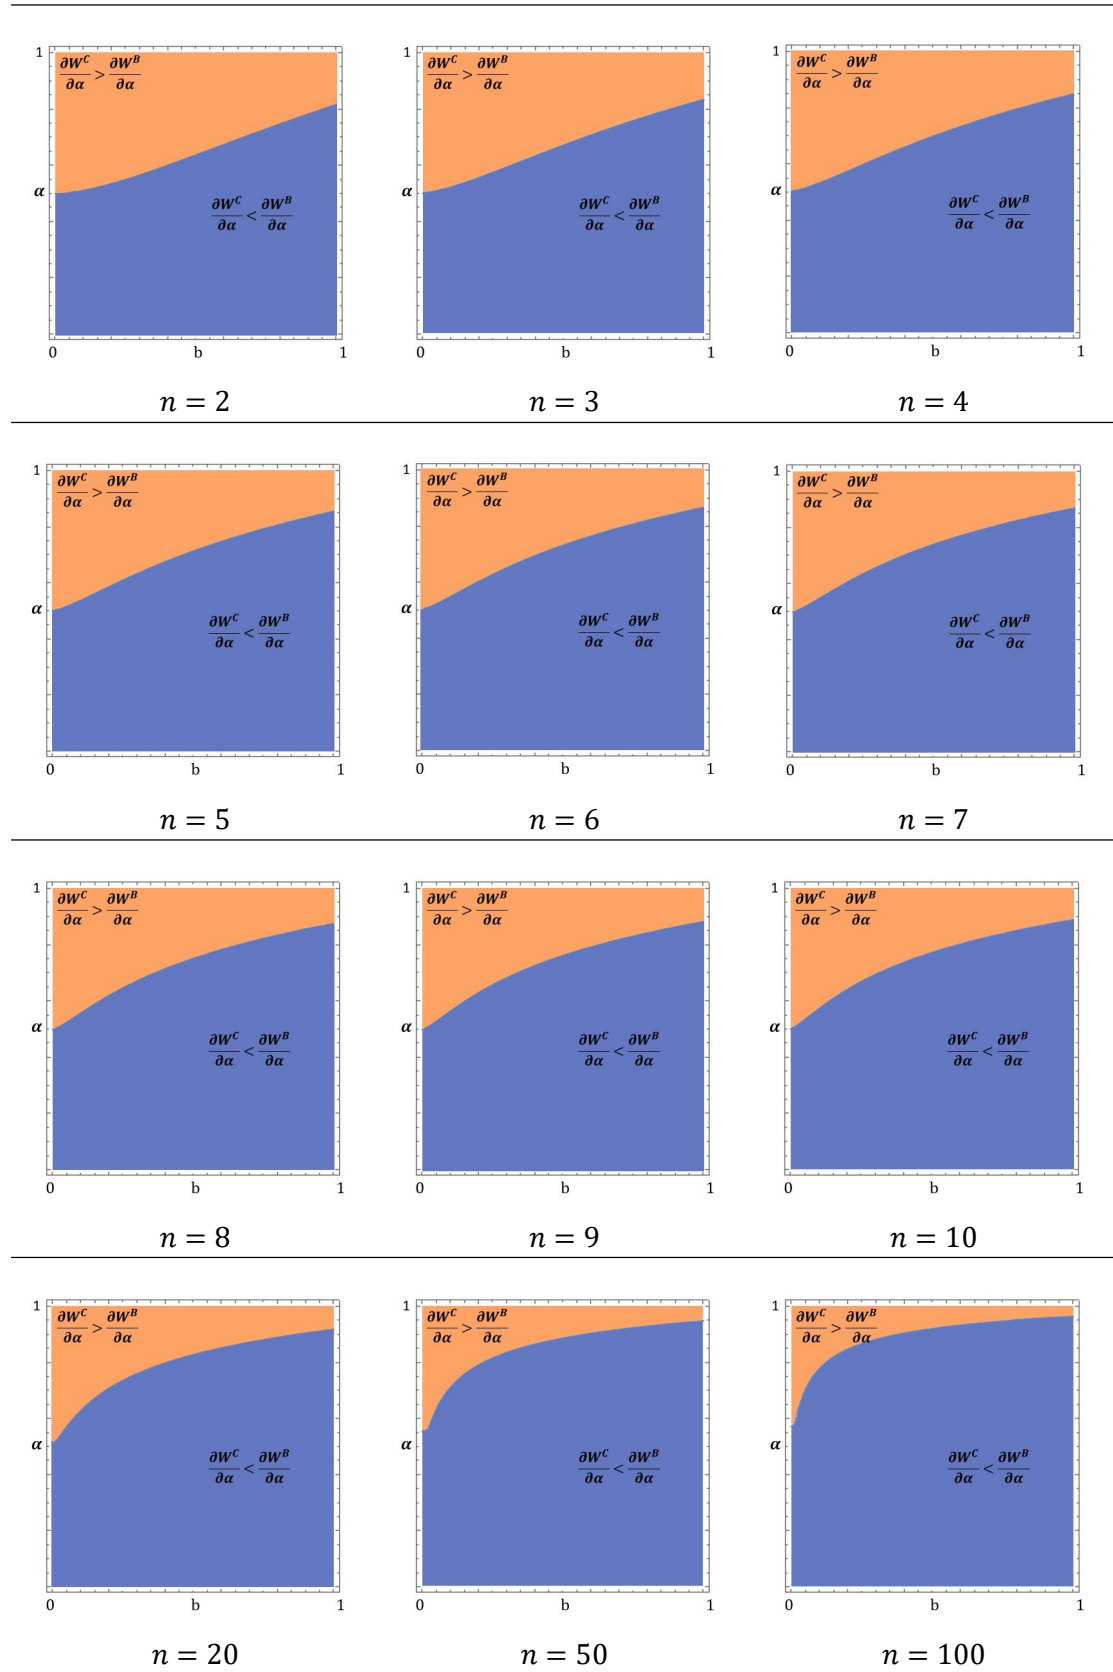 1
∂W^C/∂α > ∂W^B/∂α
α
∂W^C/∂α < ∂W^B/∂α
0 b 1
n = 2
∂W^C/∂α > ∂W^B/∂α
∂W^C/∂α < ∂W^B/∂α
1
α
0 b 1
n = 3
1
∂W^C/∂α > ∂W^B/∂α
α
∂W^C/∂α < ∂W^B/∂α
0 b 1
n = 4
1
∂W^C/∂α > ∂W^B/∂α
α
∂W^C/∂α < ∂W^B/∂α
0 b 1
n = 5
1
∂W^C/∂α > ∂W^B/∂α
α
∂W^C/∂α < ∂W^B/∂α
0 b 1
n = 6
1
∂W^C/∂α > ∂W^B/∂α
α
∂W^C/∂α < ∂W^B/∂α
0 b 1
n = 7
1
∂W^C/∂α > ∂W^B/∂α
α
∂W^C/∂α < ∂W^B/∂α
0 b 1
n = 8
1
∂W^C/∂α > ∂W^B/∂α
α
∂W^C/∂α < ∂W^B/∂α
0 b 1
n = 9
1
∂W^C/∂α > ∂W^B/∂α
α
∂W^C/∂α < ∂W^B/∂α
0 b 1
n = 10
1
∂W^C/∂α > ∂W^B/∂α
α
∂W^C/∂α < ∂W^B/∂α
0 b 1
n = 20
1
∂W^C/∂α > ∂W^B/∂α
α
∂W^C/∂α < ∂W^B/∂α
0 b 1
n = 50
1
∂W^C/∂α > ∂W^B/∂α
α
∂W^C/∂α < ∂W^B/∂α
0 b 1
n = 100